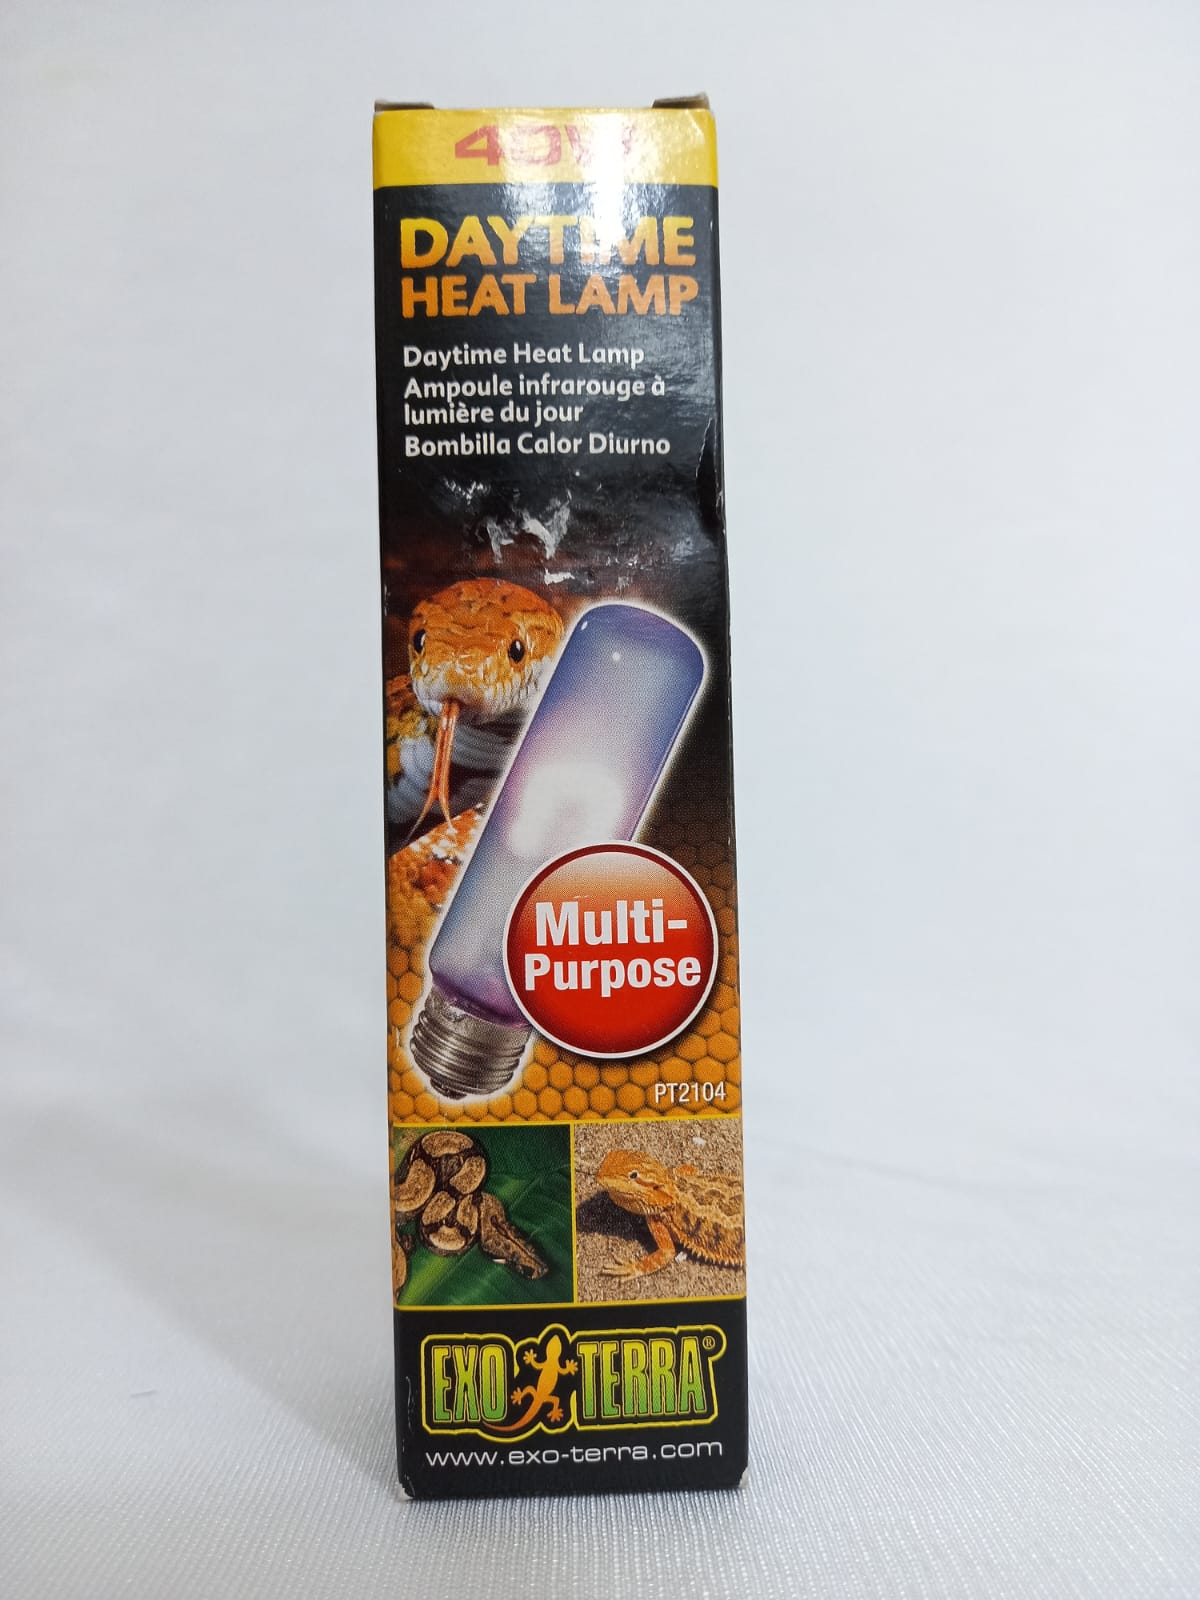 40W
DAYTIME
HEAT LAMP
Daytime Heat Lamp
Ampoule infrarouge à
lumière du jour
Bombilla Calor Diurno
Multi-
Purpose
PT2104
EXO TERRA®
www.exo-terra.com